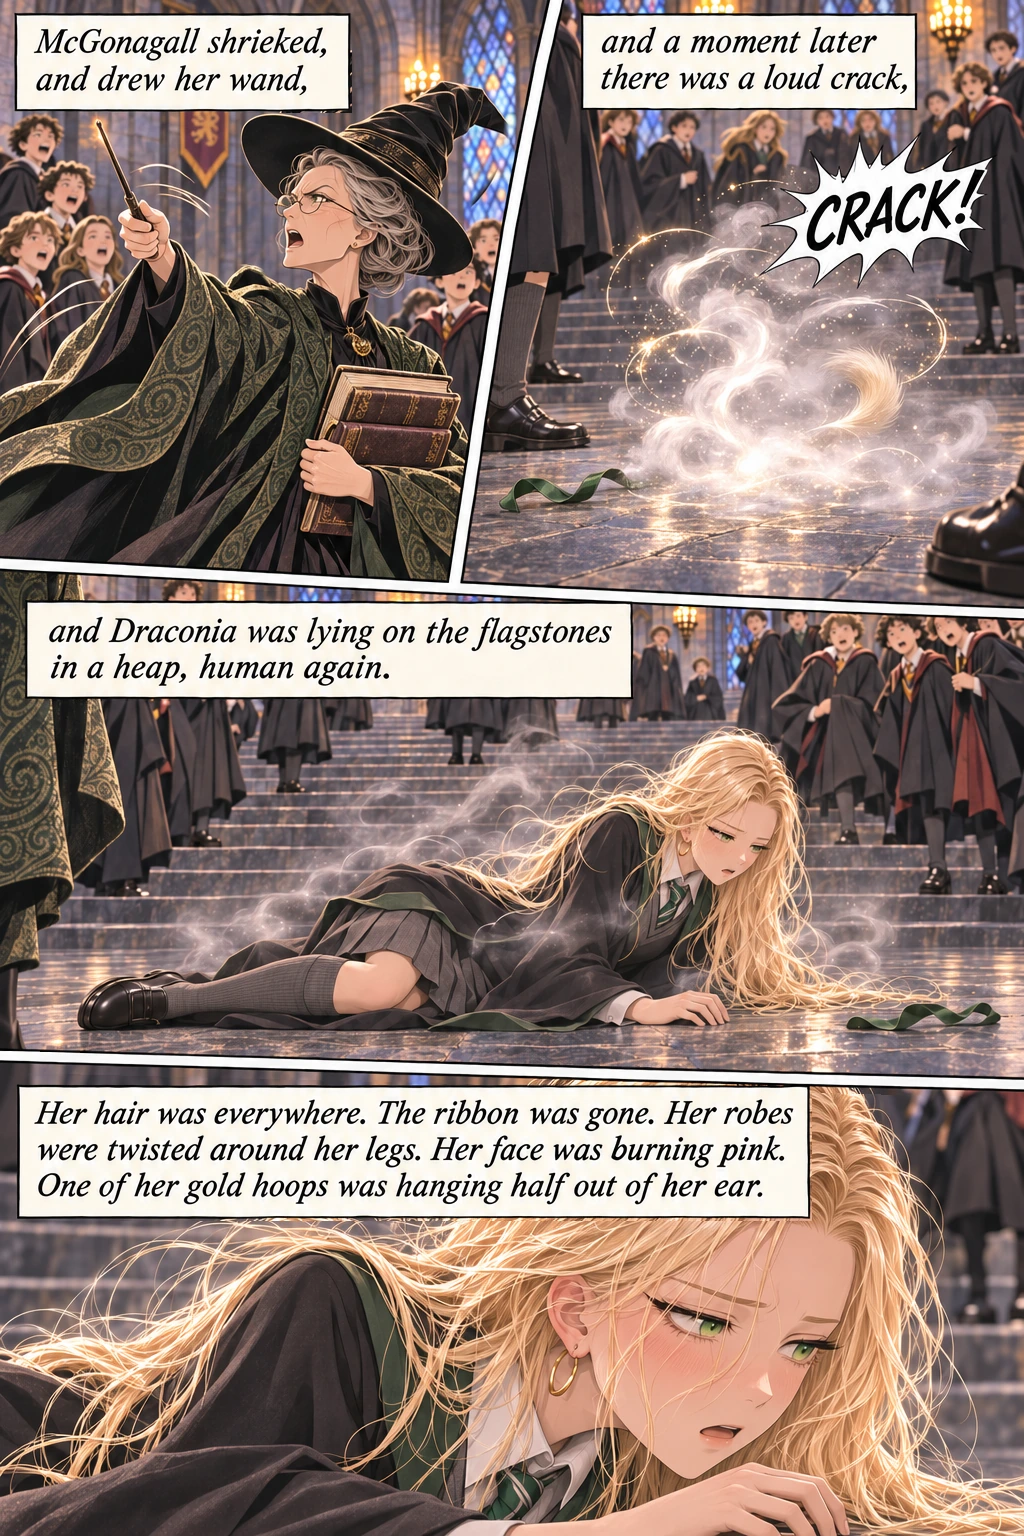 McGonagall shrieked,
and drew her wand,
and a moment later
there was a loud crack,
CRACK!
and Draconia was lying on the flagstones
in a heap, human again.
Her hair was everywhere. The ribbon was gone. Her robes
were twisted around her legs. Her face was burning pink.
One of her gold hoops was hanging half out of her ear.